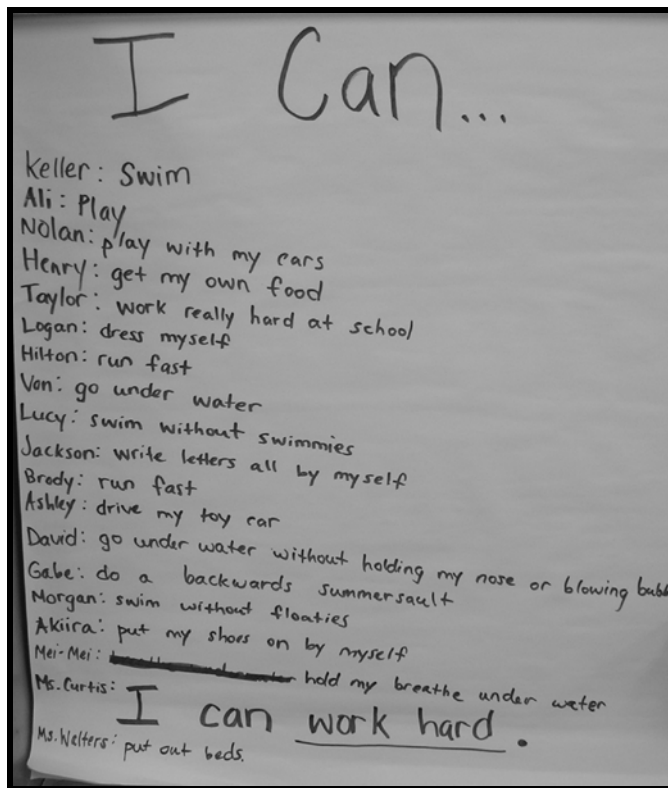 I Can...
Keller: Swim
Ali: Play
Nolan: play with my cars
Henry: get my own food
Taylor: work really hard at school
Logan: dress myself
Hilton: run fast
Von: go under water
Lucy: swim without swimmies
Jackson: write letters all by myself
Brody: run fast
Ashley: drive my toy car
David: go under water without holding my nose or blowing bubb
Gabe: do a backwards summersault
Morgan: swim without floaties
Akiira: put my shoes on by myself
Mei-Mei: hold my breathe under water
Ms. Curtis: I can work hard.
Ms. Welters: put out beds.